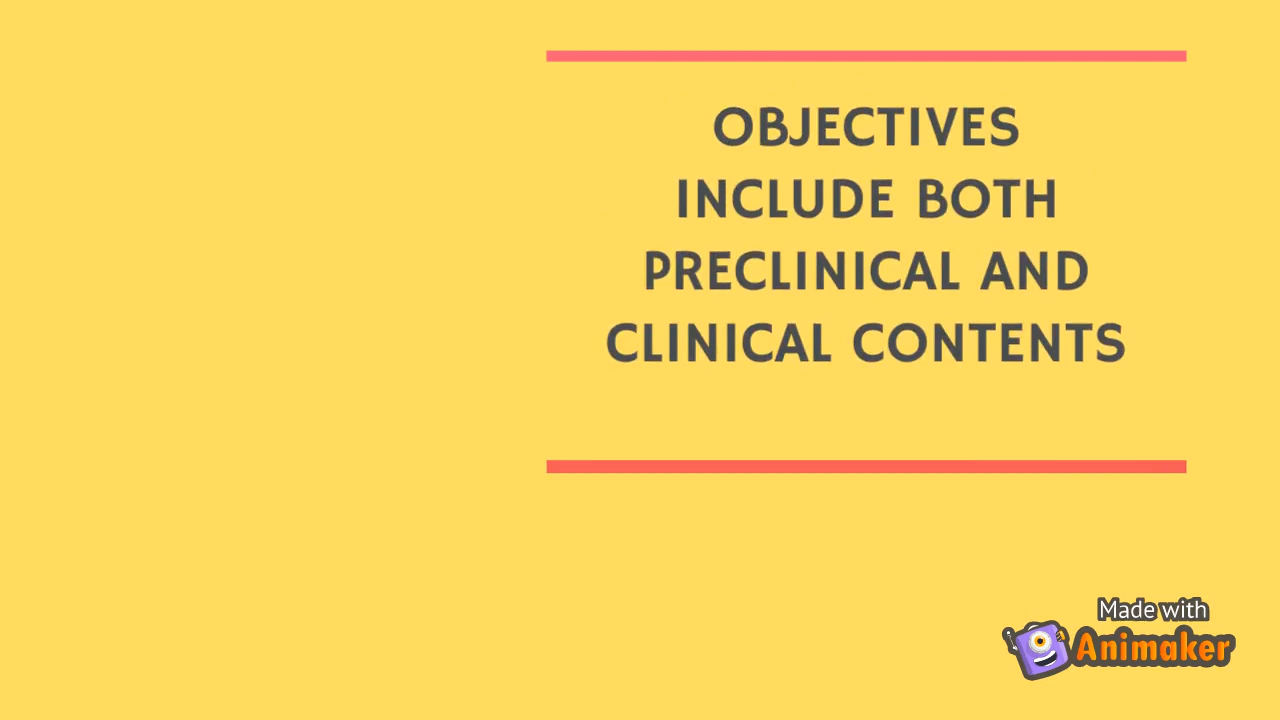 OBJECTIVES
INCLUDE BOTH
PRECLINICAL AND
CLINICAL CONTENTS
Made with
Animaker